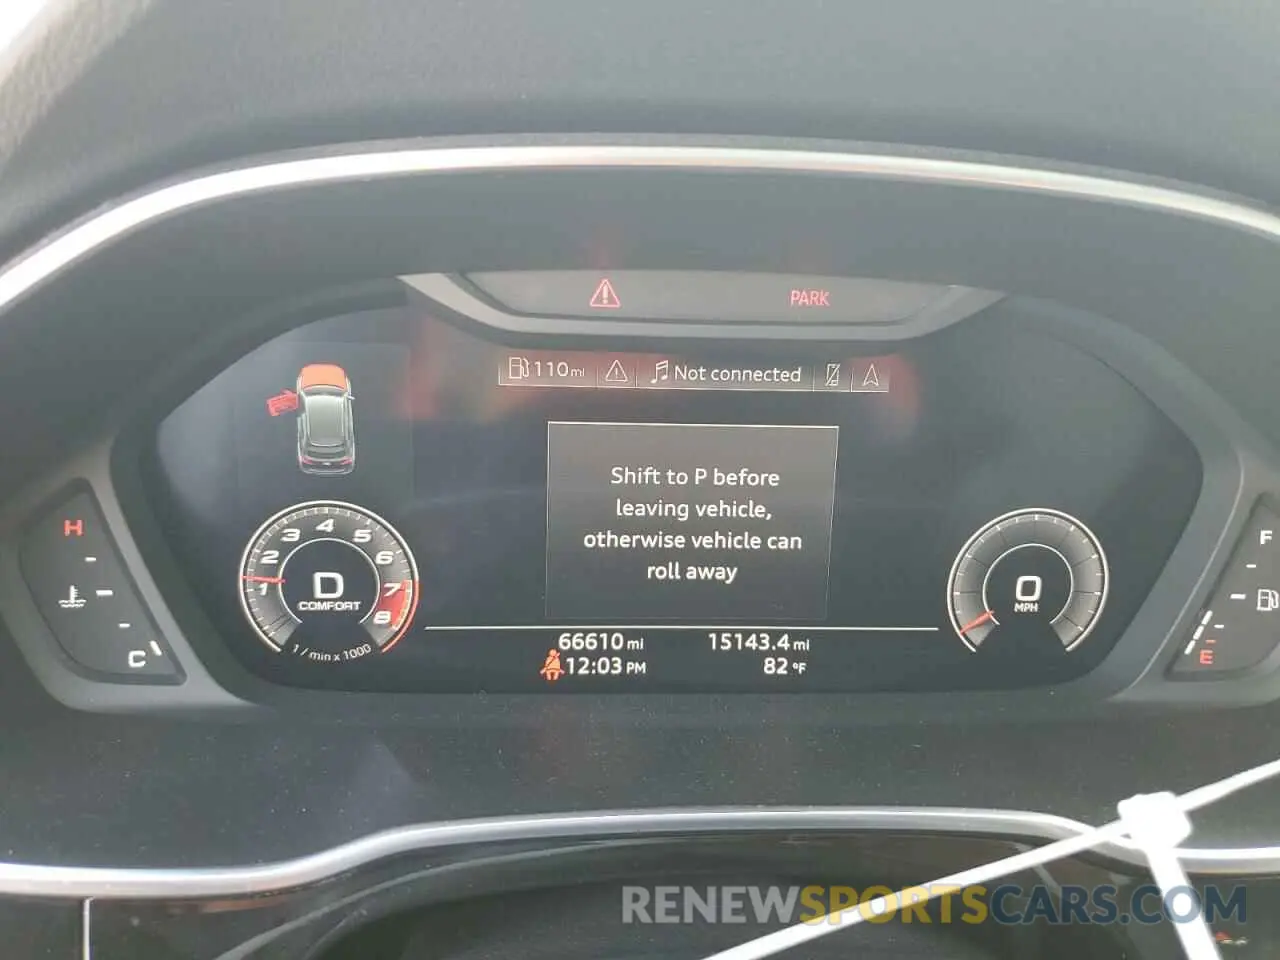 PARK
110 mi
Not connected
Shift to P before
leaving vehicle,
otherwise vehicle can
roll away
H
C
1 2 3 4 5 6 7 8
D
COMFORT
1 / min x 1000
0
MPH
F
E
66610 mi
15143.4 mi
12:03 PM
82 °F
RENEWSPORTSCARS.COM